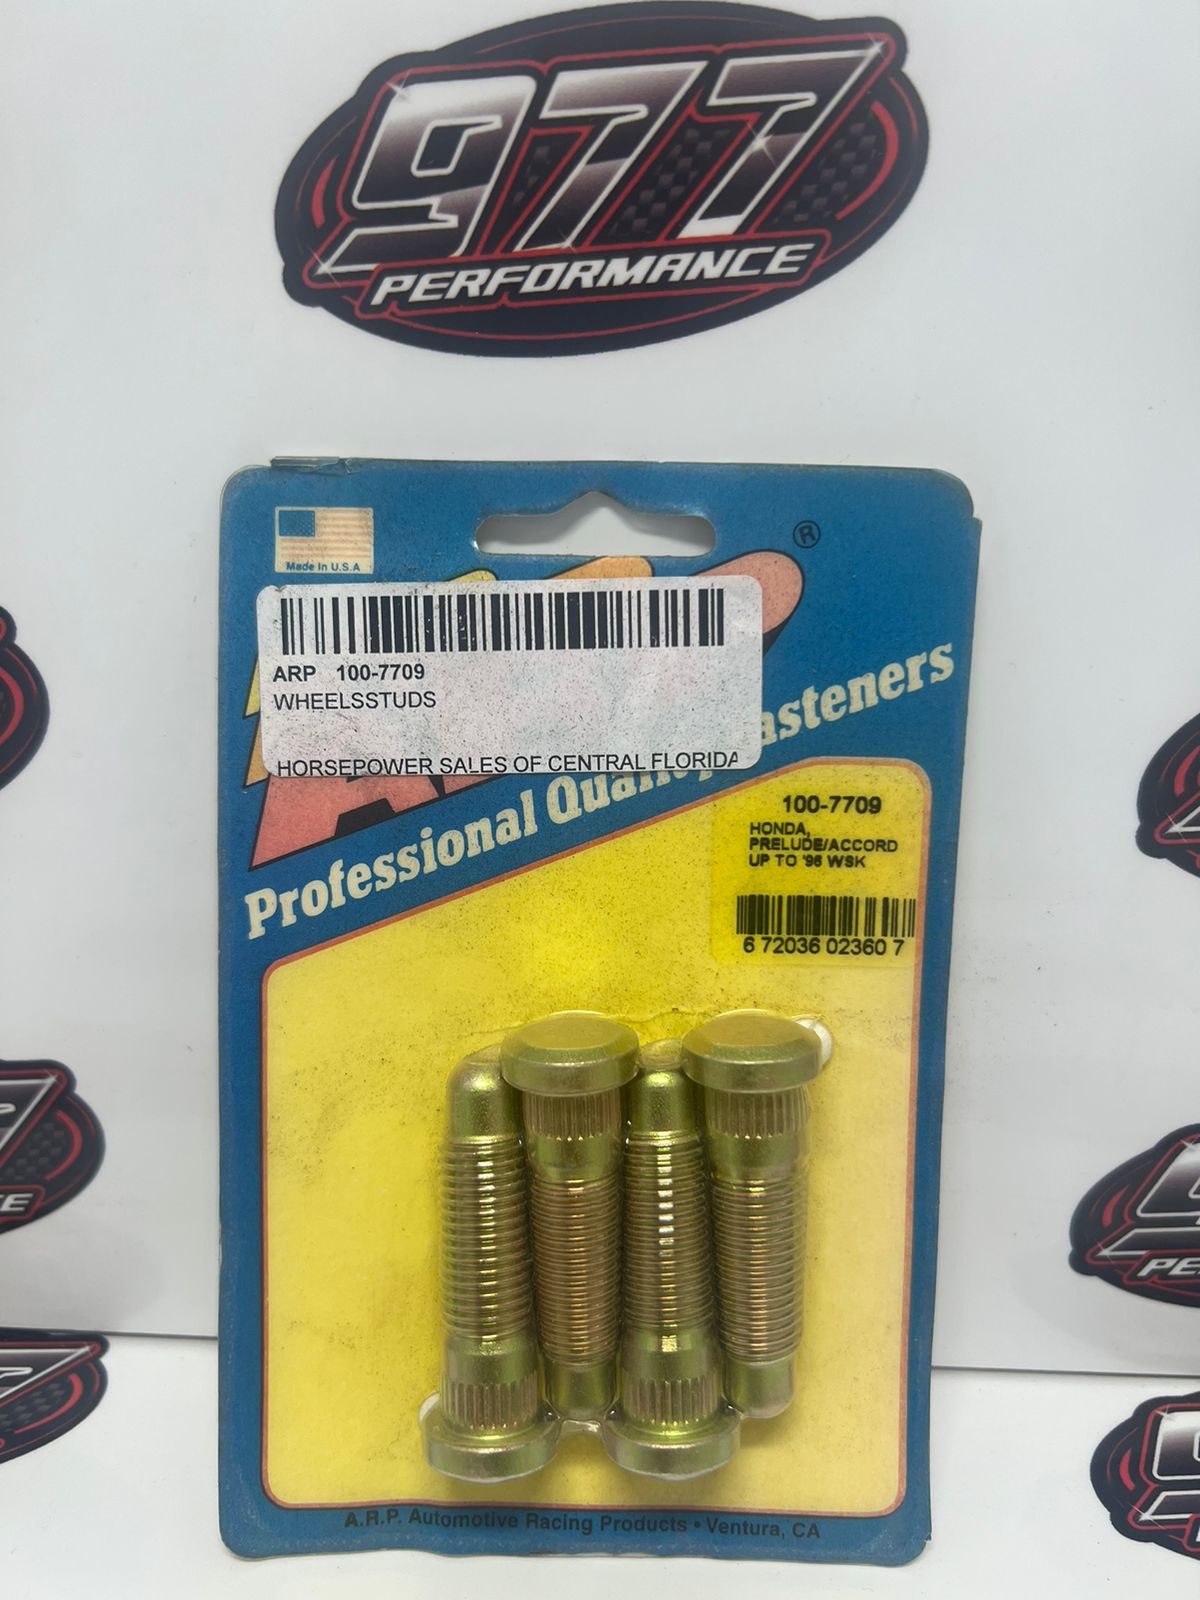 977
PERFORMANCE
Made In U.S.A
®
ARP 100-7709
WHEELSSTUDS
HORSEPOWER SALES OF CENTRAL FLORIDA
Professional Quality Fasteners
100-7709
HONDA,
PRELUDE/ACCORD
UP TO '96 WSK
6 72036 02360 7
A.R.P. Automotive Racing Products • Ventura, CA